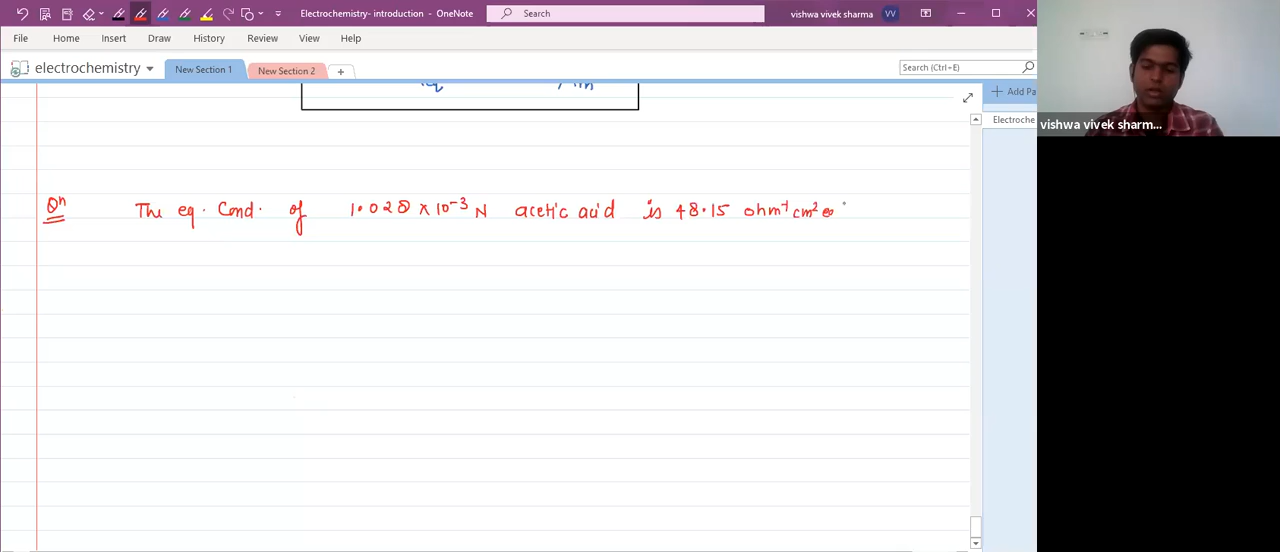 Electrochemistry- introduction - OneNote
Search
vishwa vivek sharma
VV
File Home Insert Draw History Review View Help
electrochemistry
New Section 1
New Section 2
Search (Ctrl+E)
Add Pa
Electroche
vishwa vivek sharm...
Qn The eq. Cond. of 1.028 × 10⁻³ N acetic acid is 48.15 ohm⁻¹ cm² eq